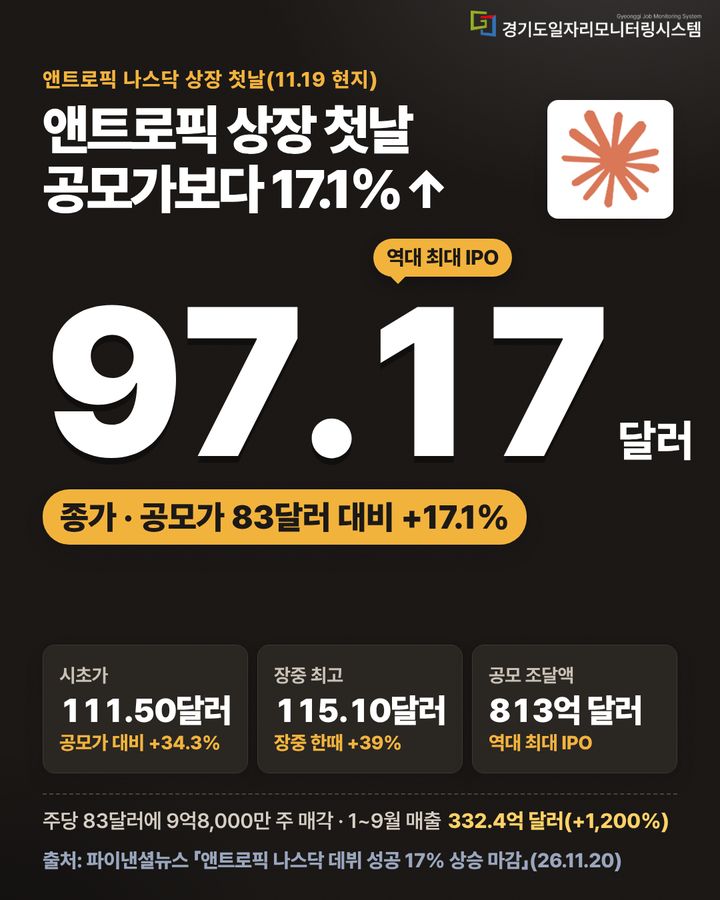 Gyeonggi Job Monitoring System
경기도일자리모니터링시스템
앤트로픽 나스닥 상장 첫날(11.19 현지)
앤트로픽 상장 첫날
공모가보다 17.1%↑
역대 최대 IPO
97.17 달러
종가 · 공모가 83달러 대비 +17.1%
시초가
111.50달러
공모가 대비 +34.3%
장중 최고
115.10달러
장중 한때 +39%
공모 조달액
813억 달러
역대 최대 IPO
주당 83달러에 9억8,000만 주 매각 · 1~9월 매출 332.4억 달러(+1,200%)
출처: 파이낸셜뉴스 『앤트로픽 나스닥 데뷔 성공 17% 상승 마감』(26.11.20)